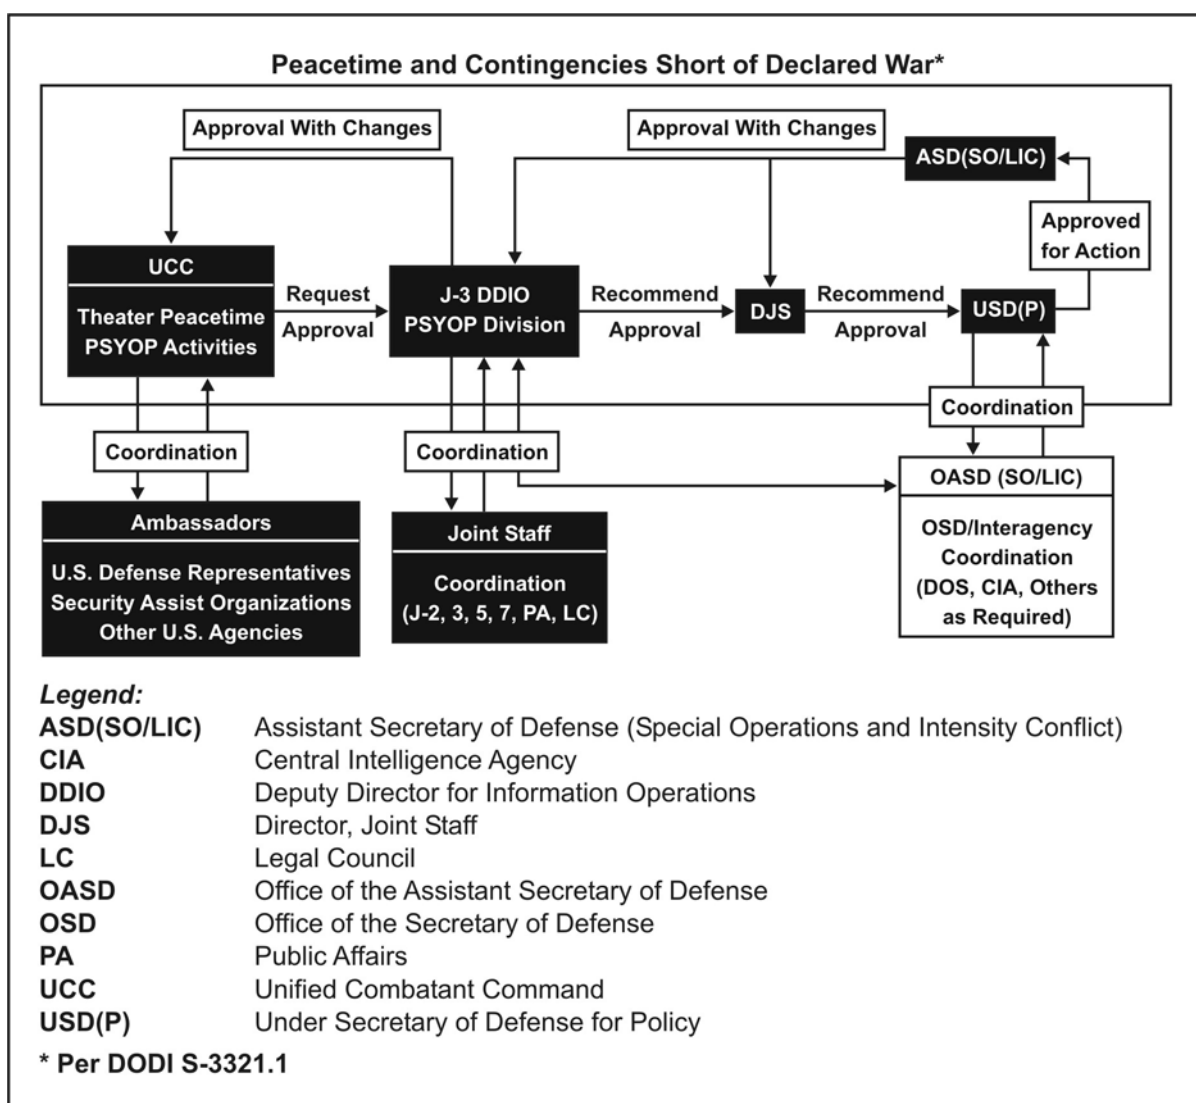 Peacetime and Contingencies Short of Declared War*
Approval With Changes
Approval With Changes
ASD(SO/LIC)
Approved
for Action
UCC
Theater Peacetime
PSYOP Activities
Request
Approval
J-3 DDIO
PSYOP Division
Recommend
Approval
DJS
Recommend
Approval
USD(P)
Coordination
Coordination
Coordination
Ambassadors
U.S. Defense Representatives
Security Assist Organizations
Other U.S. Agencies
Joint Staff
Coordination
(J-2, 3, 5, 7, PA, LC)
OASD (SO/LIC)
OSD/Interagency
Coordination
(DOS, CIA, Others
as Required)
Legend:
ASD(SO/LIC) Assistant Secretary of Defense (Special Operations and Intensity Conflict)
CIA Central Intelligence Agency
DDIO Deputy Director for Information Operations
DJS Director, Joint Staff
LC Legal Council
OASD Office of the Assistant Secretary of Defense
OSD Office of the Secretary of Defense
PA Public Affairs
UCC Unified Combatant Command
USD(P) Under Secretary of Defense for Policy
* Per DODI S-3321.1